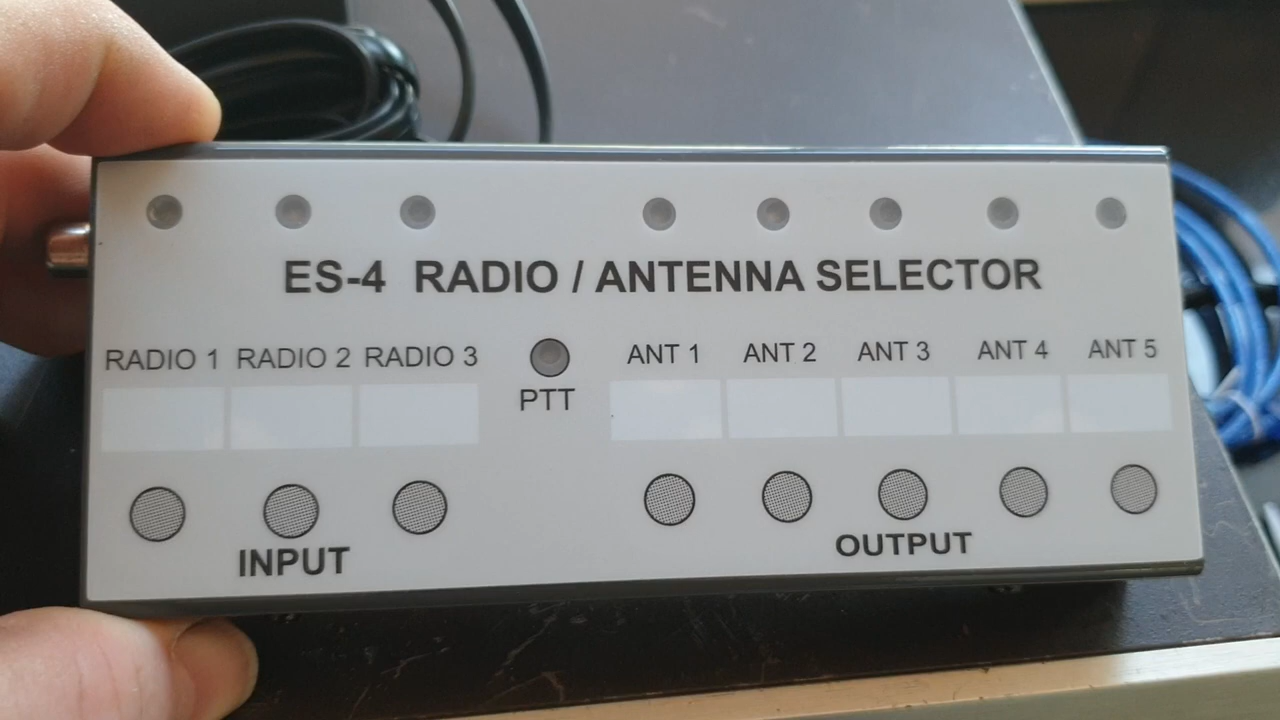 ES-4 RADIO / ANTENNA SELECTOR
RADIO 1 RADIO 2 RADIO 3 ANT 1 ANT 2 ANT 3 ANT 4 ANT 5
PTT
INPUT OUTPUT